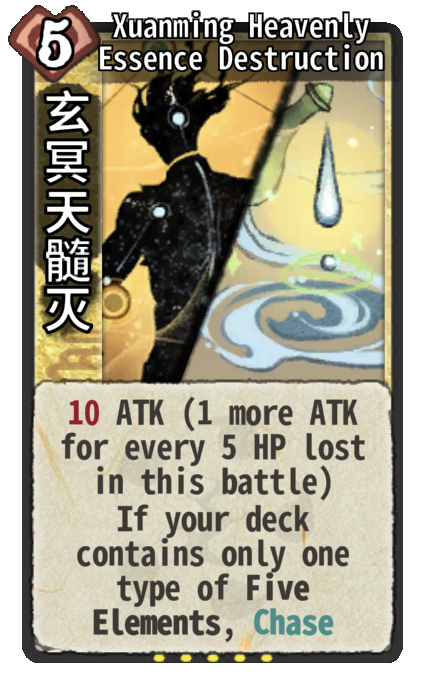 5
Xuanming Heavenly
Essence Destruction
玄冥天髓灭
10 ATK (1 more ATK
for every 5 HP lost
in this battle)
If your deck
contains only one
type of Five
Elements, Chase